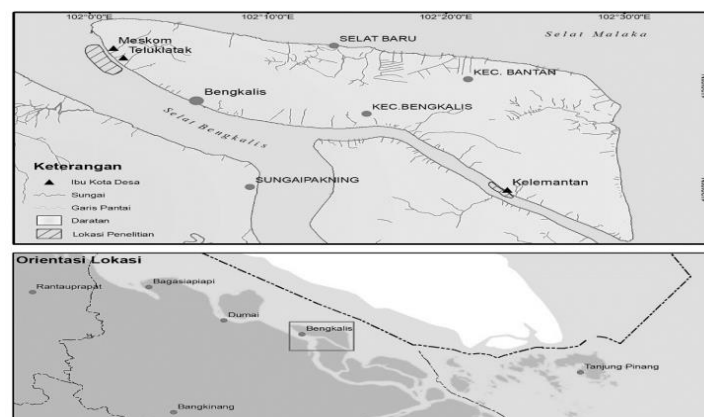 102°0'0"
102°10'0"
102°20'0"
102°30'0"
Selat Malaka
SELAT BARU
Meskom
Teluklatak
KEC. BANTAN
Bengkalis
KEC.BENGKALIS
Selat Bengkalis
Keterangan
Ibu Kota Desa
Sungai
Garis Pantai
Daratan
Lokasi Penelitian
SUNGAIPAKNING
Kelemantan
Orientasi Lokasi
Rantauprapat
Bagasiapiapi
Dumai
Bengkalis
Tanjung Pinang
Bangkinang